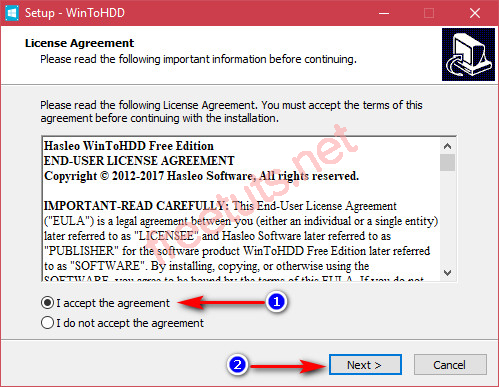 Setup - WinToHDD
License Agreement
Please read the following important information before continuing.
Please read the following License Agreement. You must accept the terms of this
agreement before continuing with the installation.
Hasleo WinToHDD Free Edition
END-USER LICENSE AGREEMENT
Copyright © 2012-2017 Hasleo Software, All rights reserved.
IMPORTANT-READ CAREFULLY: This End-User License Agreement
("EULA") is a legal agreement between you (either an individual or a single entity)
later referred to as "LICENSEE" and Hasleo Software later referred to as
"PUBLISHER" for the software product WinToHDD Free Edition later referred
to as "SOFTWARE". By installing, copying, or otherwise using the
SOFTWARE, you agree to be bound by the terms of this EULA. If you do not
freetuts.net
I accept the agreement
1
I do not accept the agreement
2
Next >
Cancel